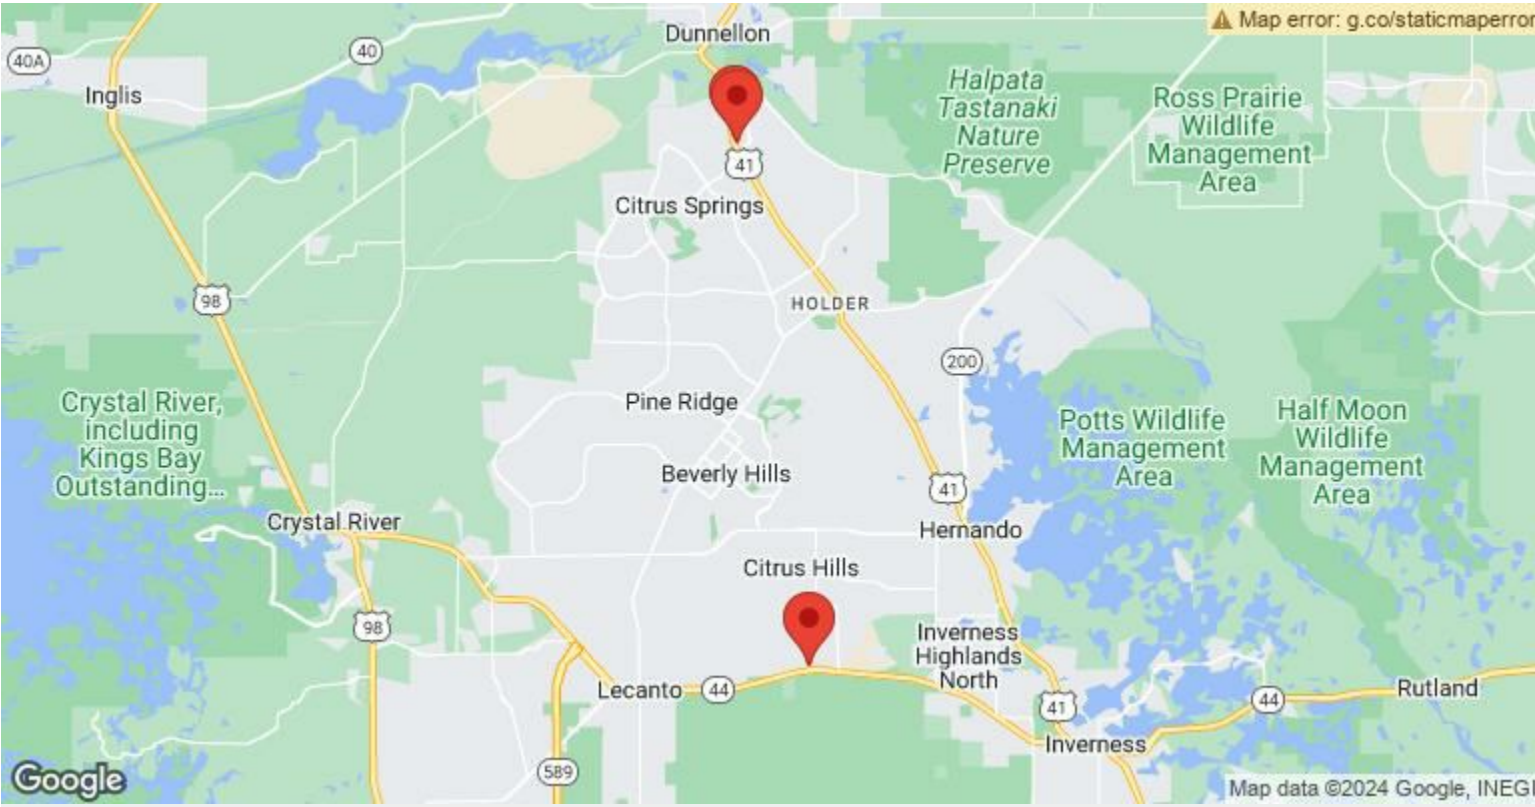 Map error: g.co/staticmaperror
Dunnellon
40
40A
Inglis
Halpata
Tastanaki
Nature
Preserve
Ross Prairie
Wildlife
Management
Area
41
Citrus Springs
98
HOLDER
200
Pine Ridge
Crystal River,
including
Kings Bay
Outstanding...
Potts Wildlife
Management
Area
Half Moon
Wildlife
Management
Area
Beverly Hills
41
Crystal River
Hernando
Citrus Hills
98
Inverness
Highlands
North
Lecanto
44
41
44
Rutland
Inverness
589
Google
Map data ©2024 Google, INEGI